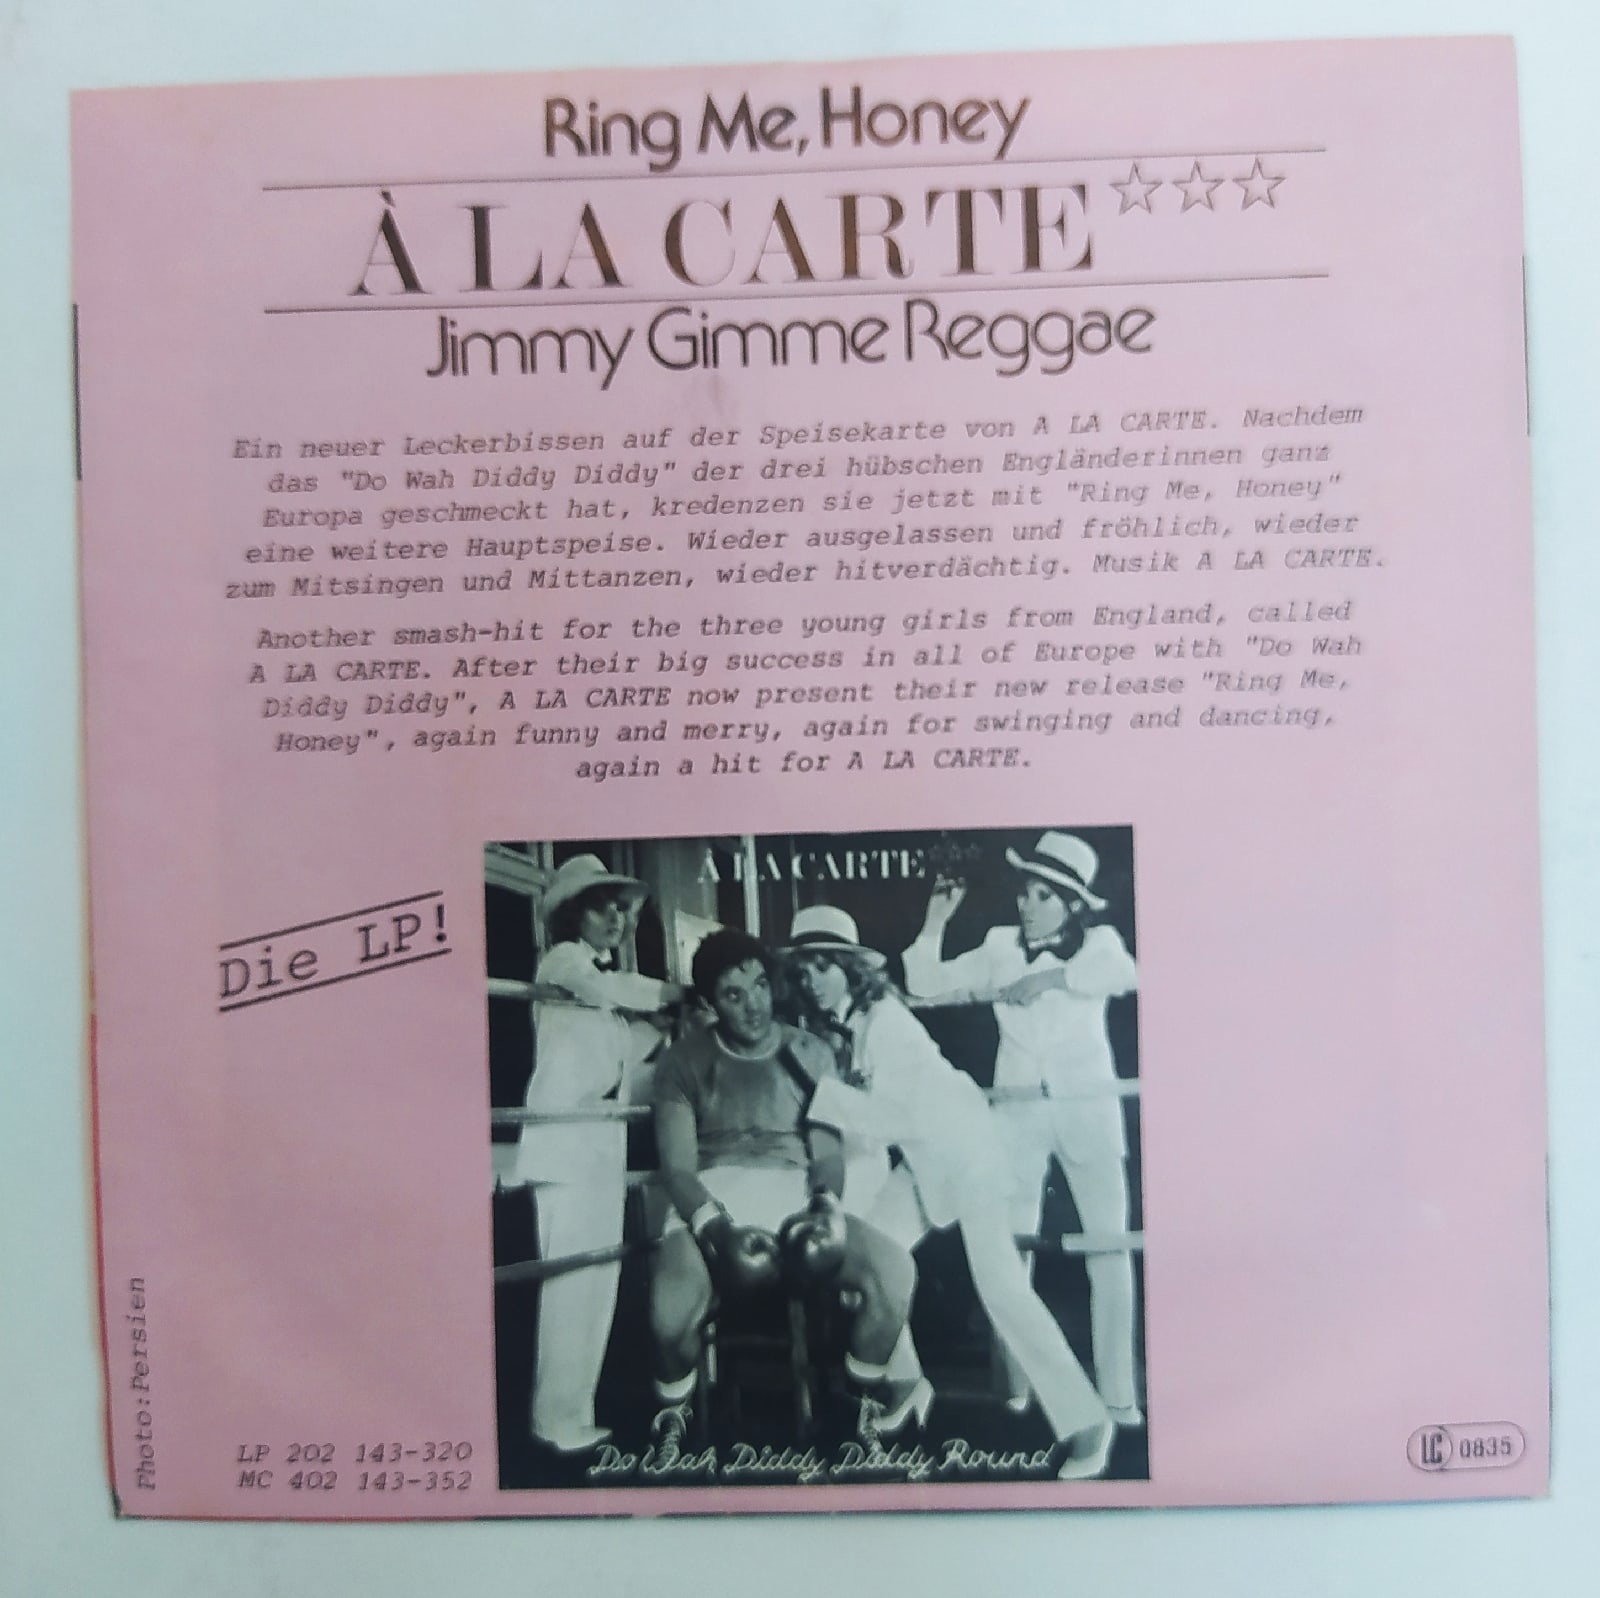 Ring Me, Honey
À LA CARTE ☆☆☆
Jimmy Gimme Reggae
Ein neuer Leckerbissen auf der Speisekarte von A LA CARTE. Nachdem
das "Do Wah Diddy Diddy" der drei hübschen Engländerinnen ganz
Europa geschmeckt hat, kredenzen sie jetzt mit "Ring Me, Honey"
eine weitere Hauptspeise. Wieder ausgelassen und fröhlich, wieder
zum Mitsingen und Mittanzen, wieder hitverdächtig. Musik A LA CARTE.
Another smash-hit for the three young girls from England, called
A LA CARTE. After their big success in all of Europe with "Do Wah
Diddy Diddy", A LA CARTE now present their new release "Ring Me,
Honey", again funny and merry, again for swinging and dancing,
again a hit for A LA CARTE.
Die LP!
À LA CARTE ☆☆☆
Do Wah Diddy Diddy Round
Photo: Persien
LP 202 143-320
MC 402 143-352
LC 0835